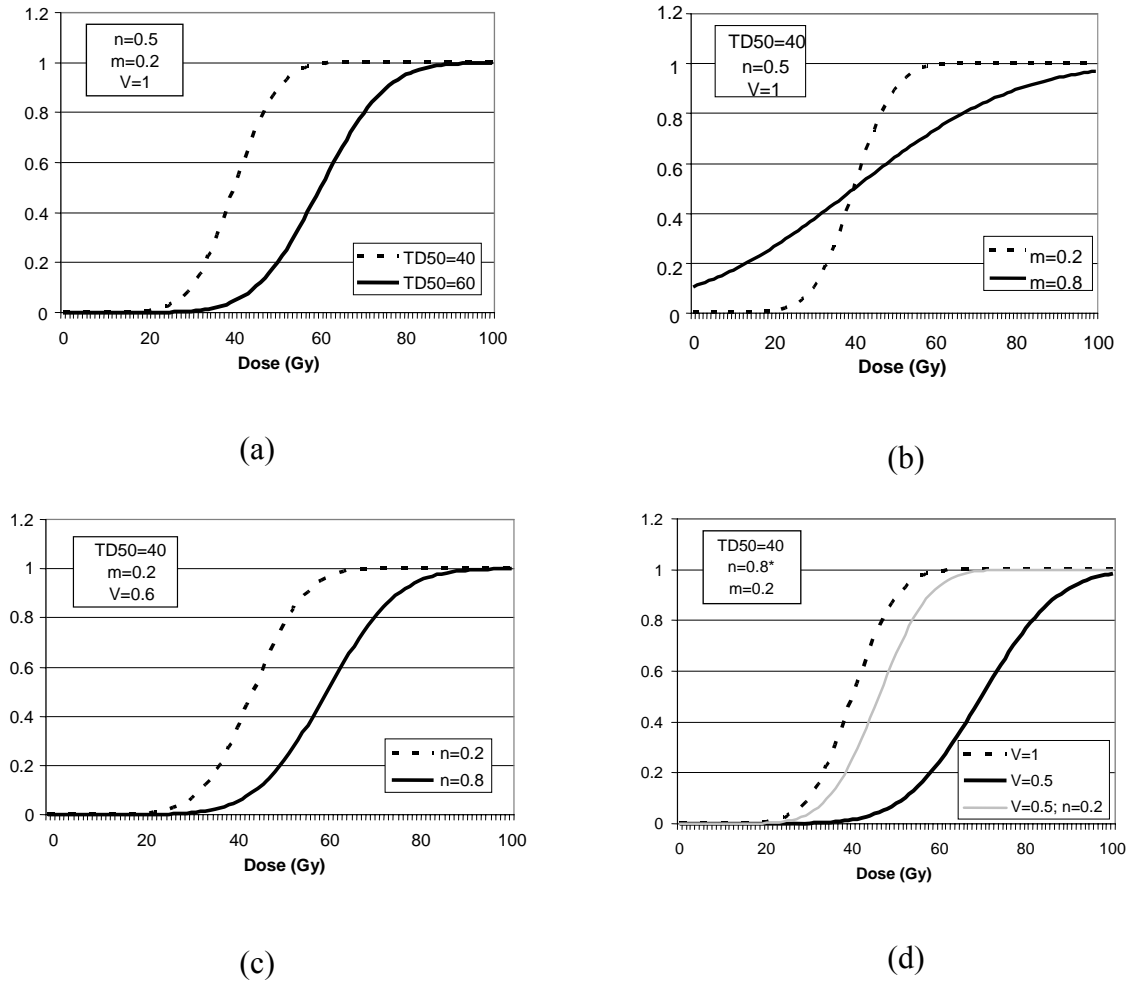 1.2
1
0.8
0.6
0.4
0.2
0
n=0.5
m=0.2
V=1
TD50=40
TD50=60
0 20 40 60 80 100
Dose (Gy)
(a)
1.2
1
0.8
0.6
0.4
0.2
0
TD50=40
n=0.5
V=1
m=0.2
m=0.8
0 20 40 60 80 100
Dose (Gy)
(b)
1.2
1
0.8
0.6
0.4
0.2
0
TD50=40
m=0.2
V=0.6
n=0.2
n=0.8
0 20 40 60 80 100
Dose (Gy)
(c)
1.2
1
0.8
0.6
0.4
0.2
0
TD50=40
n=0.8*
m=0.2
V=1
V=0.5
V=0.5; n=0.2
0 20 40 60 80 100
Dose (Gy)
(d)